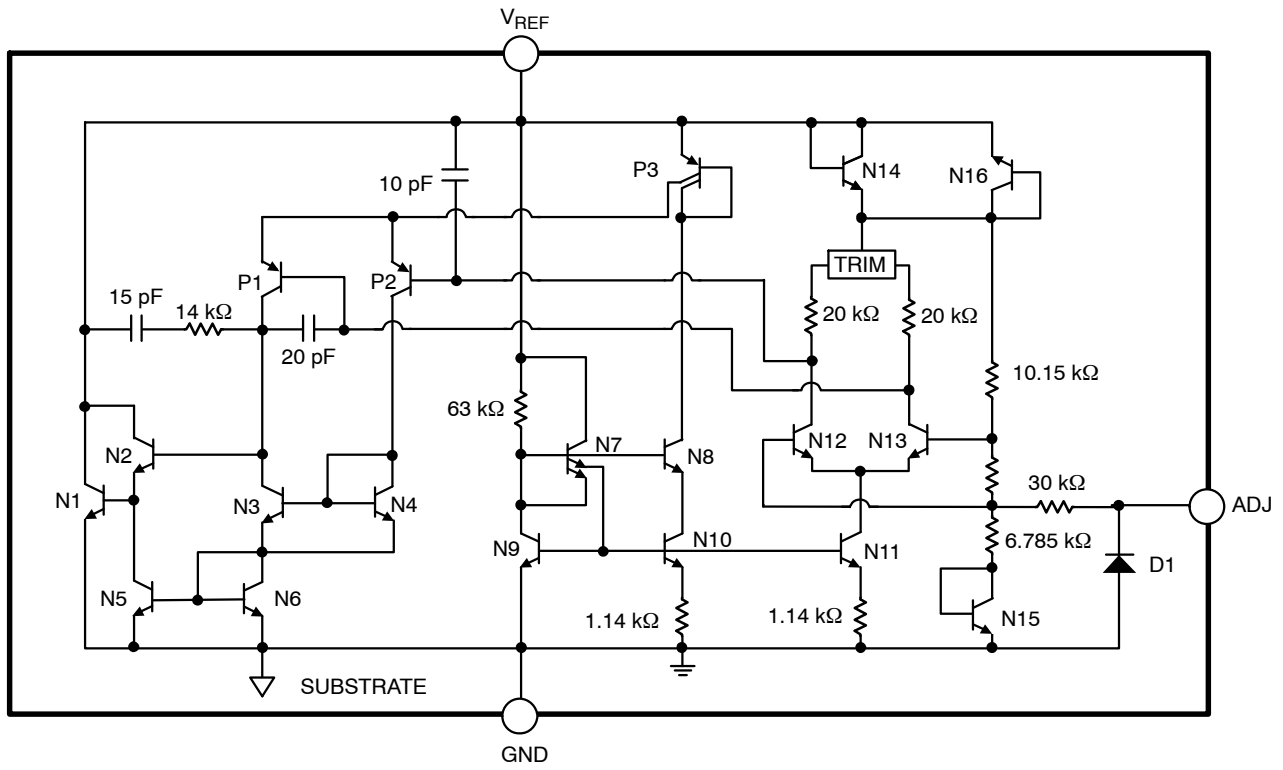 VREF
P3
N14
N16
10 pF
TRIM
P1
P2
15 pF
14 kΩ
20 kΩ
20 kΩ
20 pF
10.15 kΩ
63 kΩ
N7
N12
N13
N2
N8
30 kΩ
N1
N3
N4
ADJ
N9
N10
N11
6.785 kΩ
D1
N5
N6
1.14 kΩ
1.14 kΩ
N15
SUBSTRATE
GND